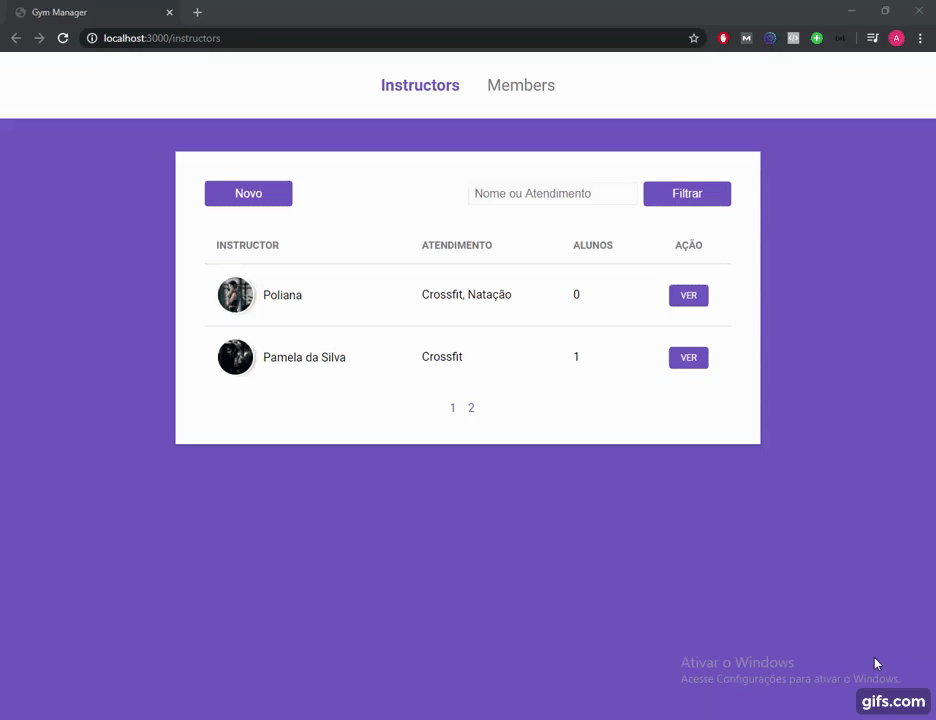 Gym Manager
localhost:3000/instructors
A
Instructors Members
Novo Nome ou Atendimento Filtrar
INSTRUCTOR ATENDIMENTO ALUNOS AÇÃO
Poliana Crossfit, Natação 0 VER
Pamela da Silva Crossfit 1 VER
1 2
Ativar o Windows
Acesse Configurações para ativar o Windows.
gifs.com